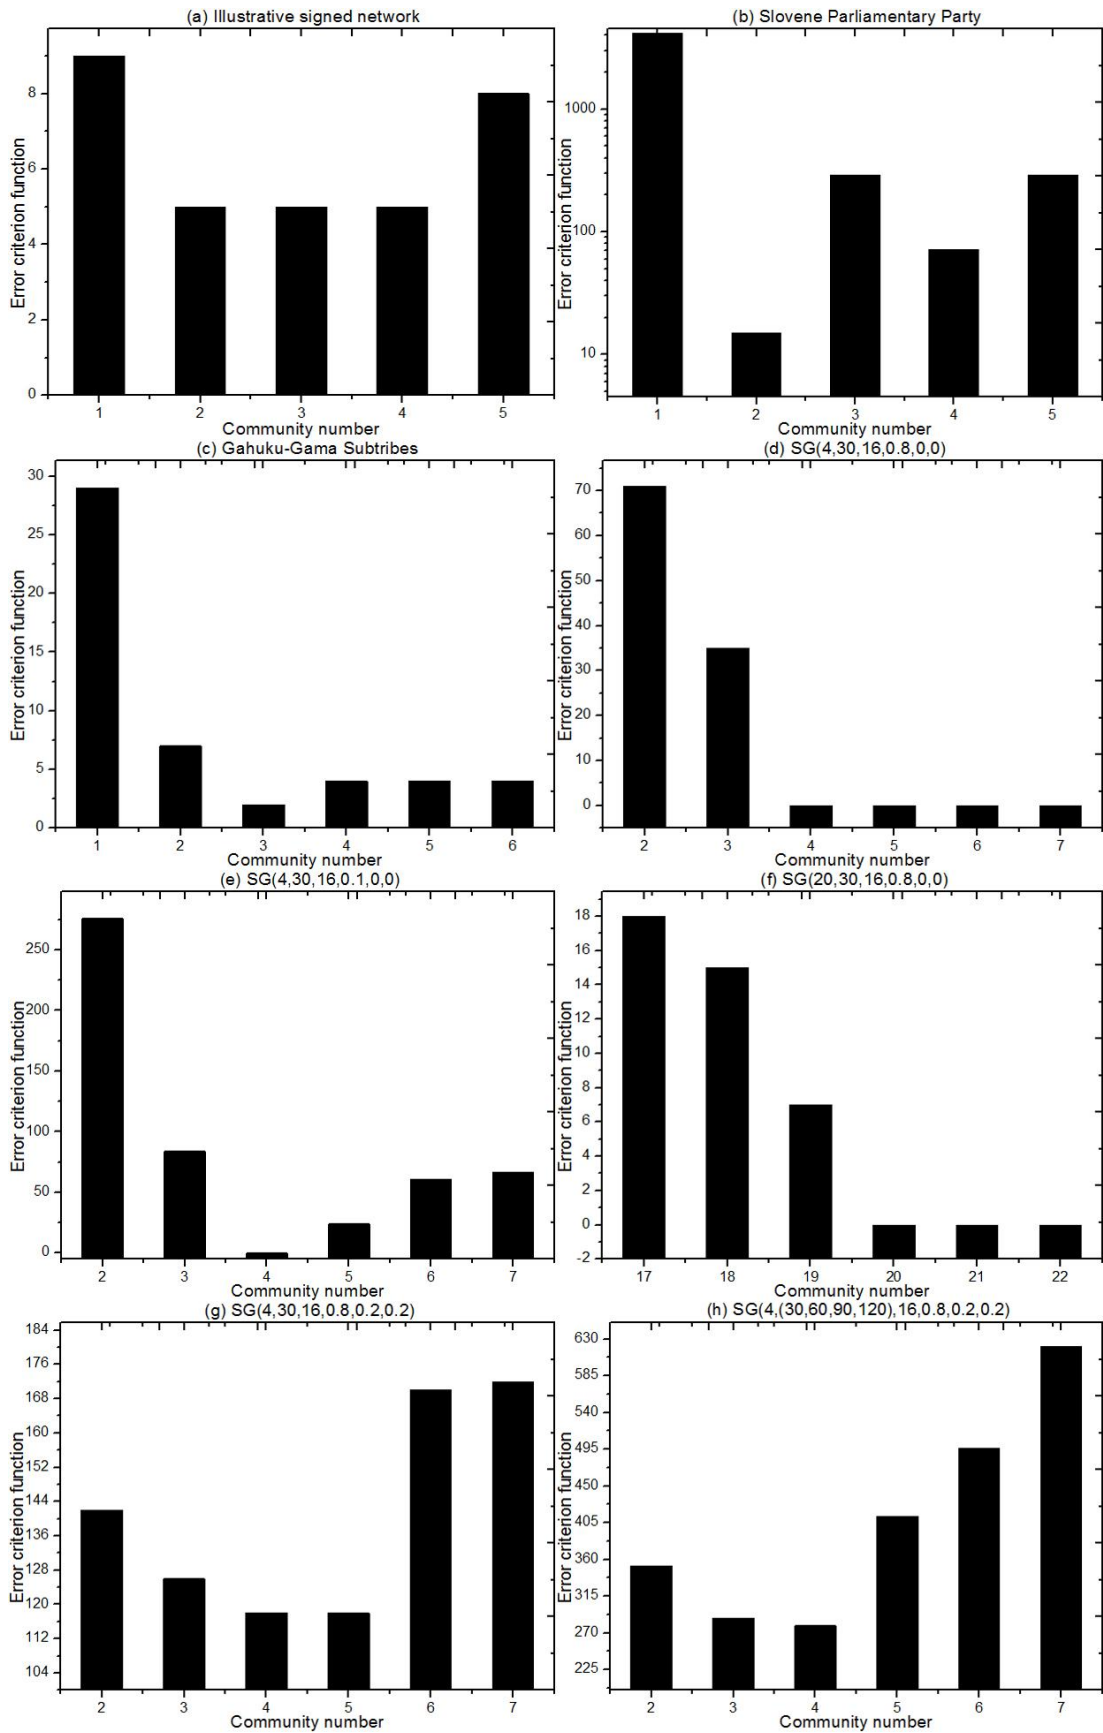 (a) Illustrative signed network
Error criterion function
8
6
4
2
0
1 2 3 4 5
Community number
(b) Slovene Parliamentary Party
Error criterion function
1000
100
10
1 2 3 4 5
Community number
(c) Gahuku-Gama Subtribes
Error criterion function
30
25
20
15
10
5
0
1 2 3 4 5 6
Community number
(d) SG(4,30,16,0.8,0,0)
Error criterion function
70
60
50
40
30
20
10
0
2 3 4 5 6 7
Community number
(e) SG(4,30,16,0.1,0,0)
Error criterion function
250
200
150
100
50
0
2 3 4 5 6 7
Community number
(f) SG(20,30,16,0.8,0,0)
Error criterion function
18
16
14
12
10
8
6
4
2
0
-2
17 18 19 20 21 22
Community number
(g) SG(4,30,16,0.8,0.2,0.2)
Error criterion function
184
176
168
160
152
144
136
128
120
112
104
2 3 4 5 6 7
Community number
(h) SG(4,(30,60,90,120),16,0.8,0.2,0.2)
Error criterion function
630
585
540
495
450
405
360
315
270
225
2 3 4 5 6 7
Community number